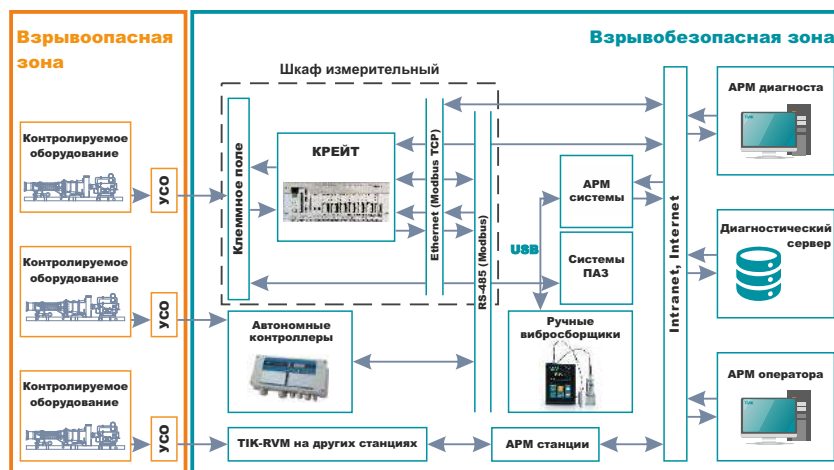 Взрывоопасная
зона
Взрывобезопасная зона
Шкаф измерительный
Контролируемое
оборудование
УСО
Клеммное поле
КРЕЙТ
Ethernet (Modbus TCP)
RS-485 (Modbus)
АРМ
системы
USB
Системы
ПАЗ
Intranet, Internet
АРМ диагноста
Диагностический
сервер
Контролируемое
оборудование
УСО
Автономные
контроллеры
Ручные
вибросборщики
АРМ оператора
Контролируемое
оборудование
УСО
TIK-RVM на других станциях
АРМ станции